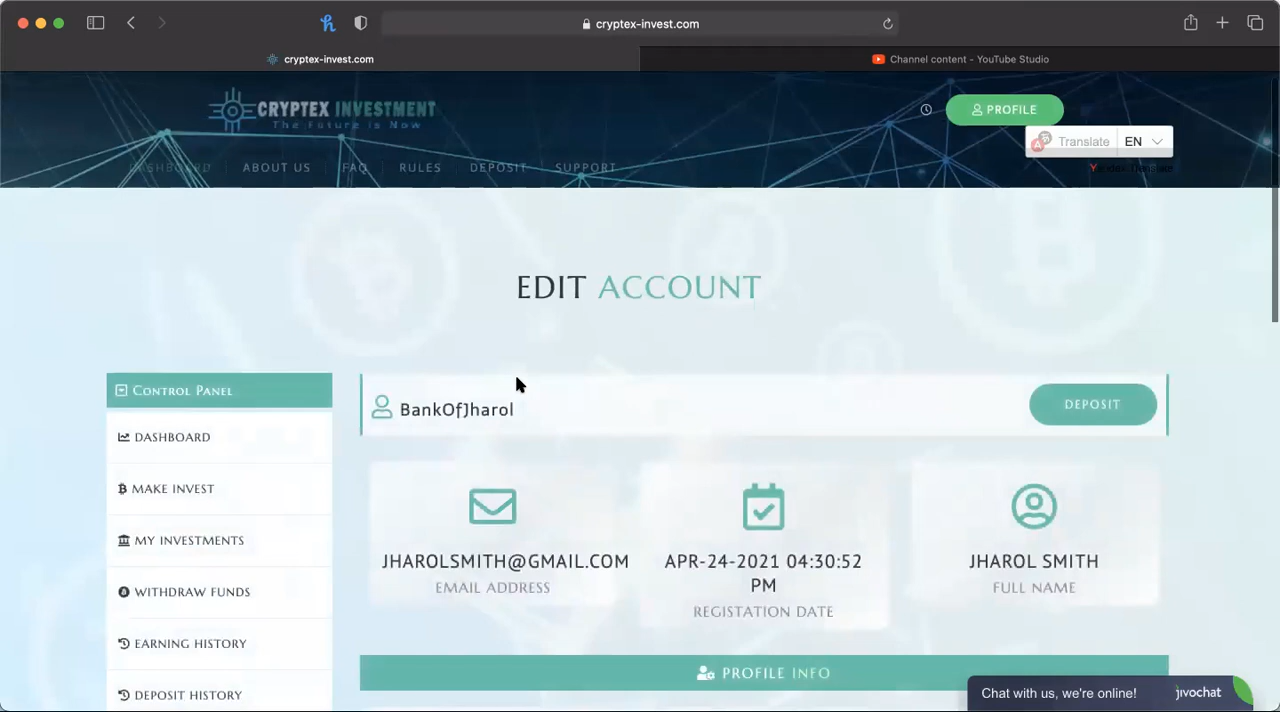 cryptex-invest.com
cryptex-invest.com
Channel content - YouTube Studio
CRYPTEX INVESTMENT
The Future is Now
PROFILE
Translate EN
DASHBOARD ABOUT US FAQ RULES DEPOSIT SUPPORT
EDIT ACCOUNT
Control Panel
BankOfJharol
DEPOSIT
DASHBOARD
MAKE INVEST
MY INVESTMENTS
WITHDRAW FUNDS
EARNING HISTORY
DEPOSIT HISTORY
JHAROLSMITH@GMAIL.COM
EMAIL ADDRESS
APR-24-2021 04:30:52
PM
REGISTATION DATE
JHAROL SMITH
FULL NAME
PROFILE INFO
Chat with us, we're online! jivochat